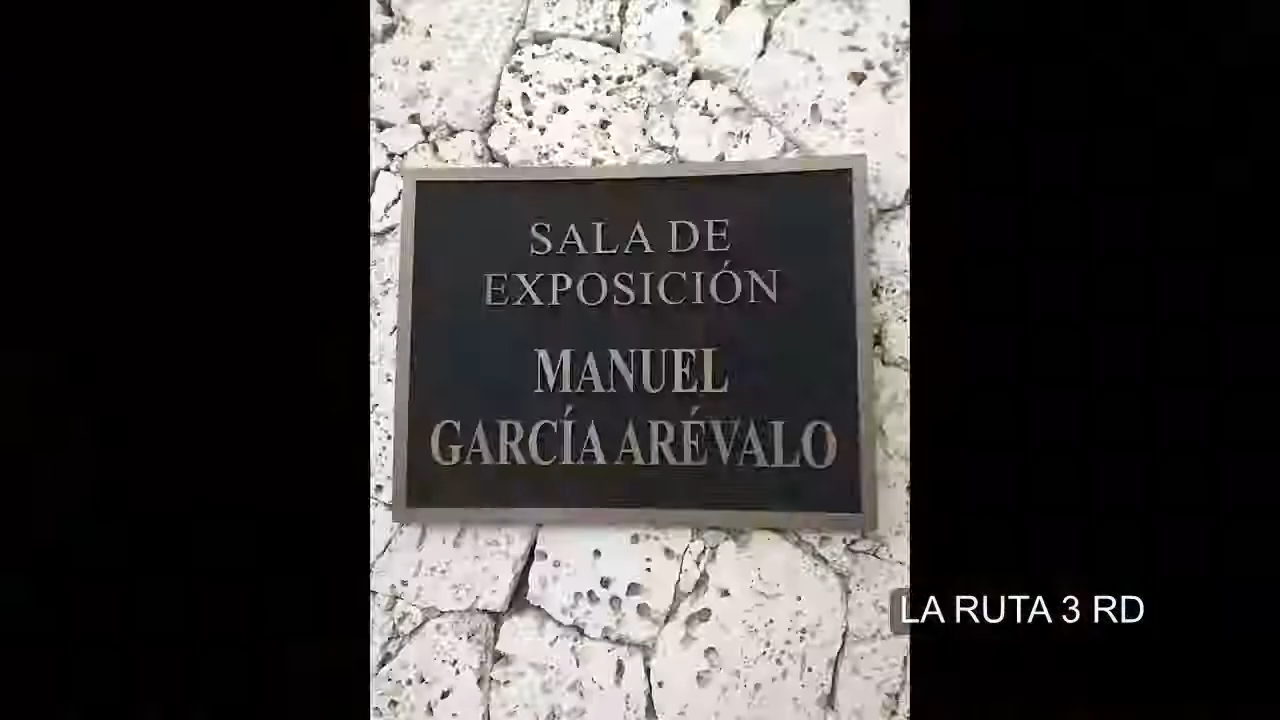 SALA DE
EXPOSICIÓN
MANUEL
GARCÍA ARÉVALO
LA RUTA 3 RD